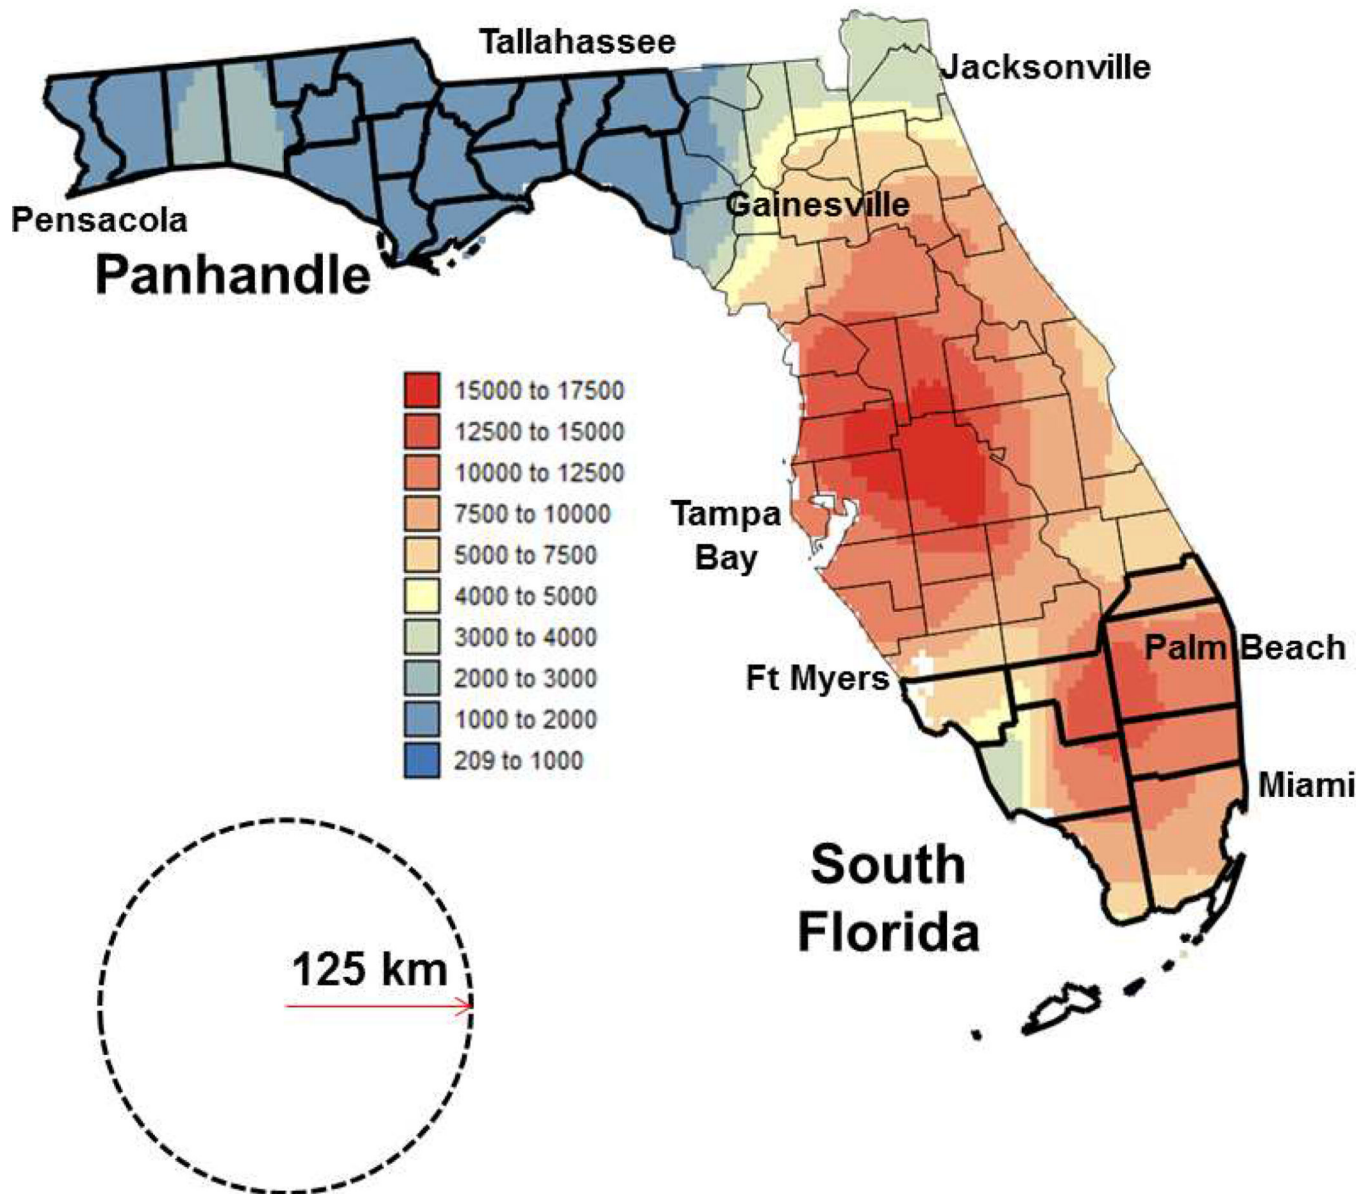 Tallahassee
Jacksonville
Pensacola
Gainesville
Panhandle
15000 to 17500
12500 to 15000
10000 to 12500
7500 to 10000
5000 to 7500
4000 to 5000
3000 to 4000
2000 to 3000
1000 to 2000
209 to 1000
Tampa
Bay
Ft Myers
Palm Beach
Miami
South
Florida
125 km